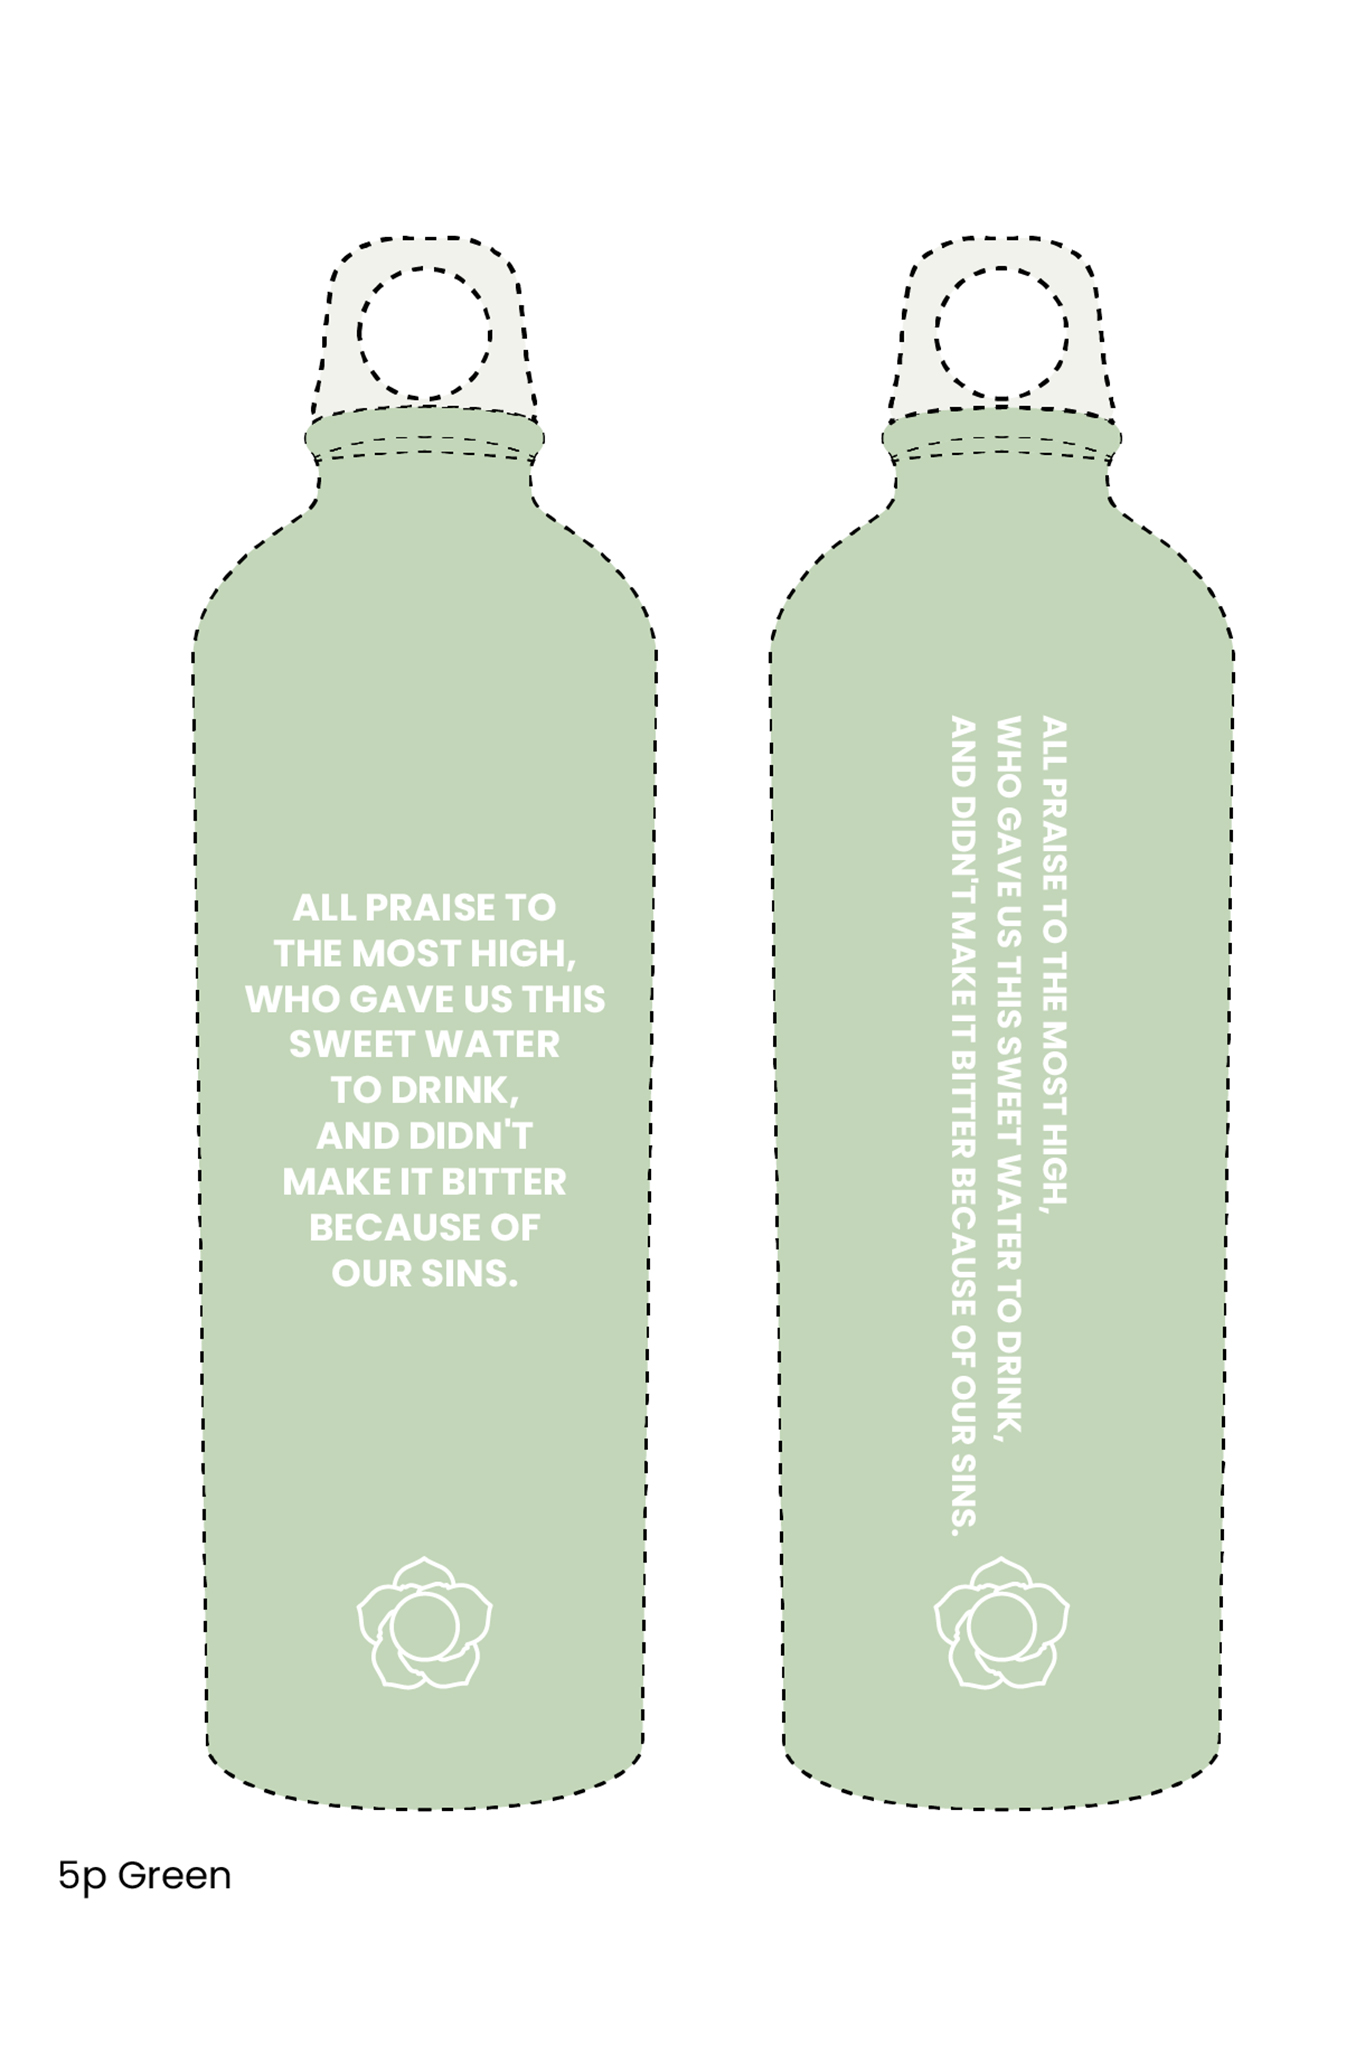 ALL PRAISE TO
THE MOST HIGH,
WHO GAVE US THIS
SWEET WATER
TO DRINK,
AND DIDN'T
MAKE IT BITTER
BECAUSE OF
OUR SINS.
ALL PRAISE TO THE MOST HIGH,
WHO GAVE US THIS SWEET WATER TO DRINK,
AND DIDN'T MAKE IT BITTER BECAUSE OF OUR SINS.
5p Green